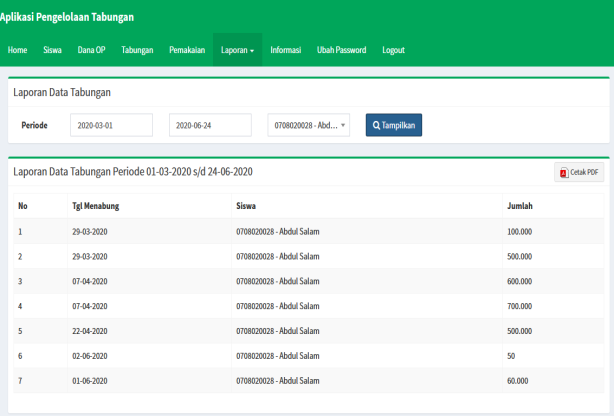 Aplikasi Pengelolaan Tabungan
Home Siswa Dana OP Tabungan Pemakaian Laporan Informasi Ubah Password Logout
Laporan Data Tabungan
Periode 2020-03-01 2020-06-24 0708020028 - Abd... Tampilkan
Laporan Data Tabungan Periode 01-03-2020 s/d 24-06-2020 Cetak PDF
No Tgl Menabung Siswa Jumlah
1 29-03-2020 0708020028 - Abdul Salam 100.000
2 29-03-2020 0708020028 - Abdul Salam 500.000
3 07-04-2020 0708020028 - Abdul Salam 600.000
4 07-04-2020 0708020028 - Abdul Salam 700.000
5 22-04-2020 0708020028 - Abdul Salam 500.000
6 02-06-2020 0708020028 - Abdul Salam 50
7 01-06-2020 0708020028 - Abdul Salam 60.000